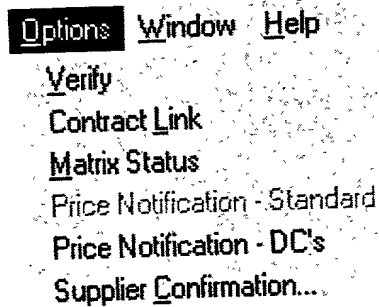 Options Window Help
Verify
Contract Link
Matrix Status
Price Notification - Standard
Price Notification - DC's
Supplier Confirmation...